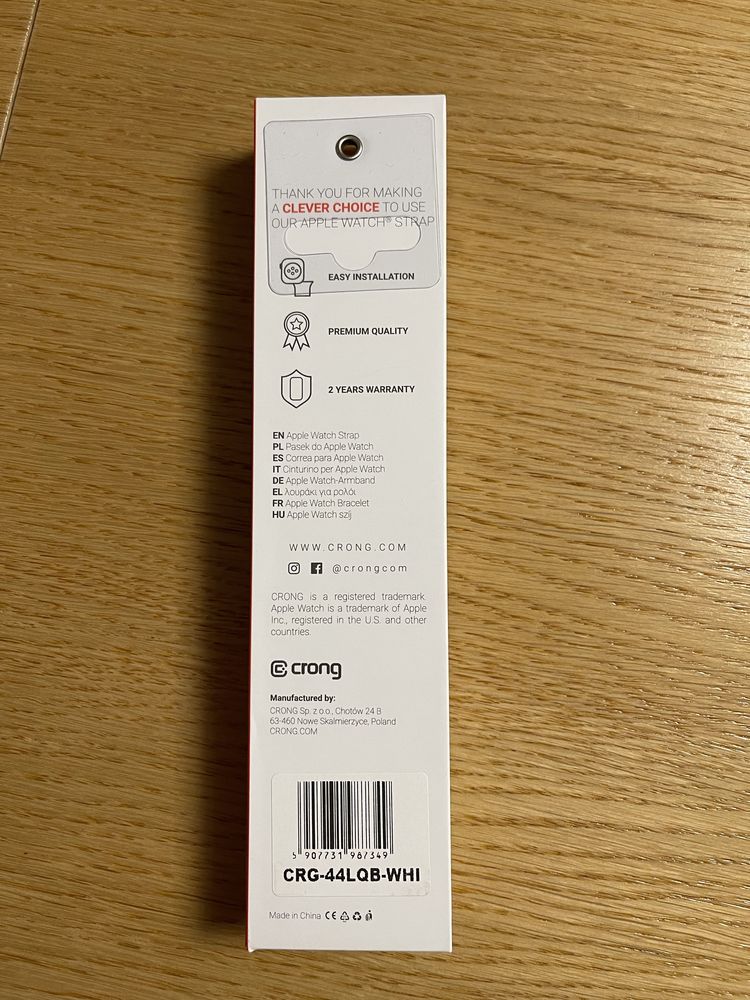 THANK YOU FOR MAKING
A CLEVER CHOICE TO USE
OUR APPLE WATCH® STRAP
EASY INSTALLATION
PREMIUM QUALITY
2 YEARS WARRANTY
EN Apple Watch Strap
PL Pasek do Apple Watch
ES Correa para Apple Watch
IT Cinturino per Apple Watch
DE Apple Watch-Armband
EL λουράκι για ρολόι
FR Apple Watch Bracelet
HU Apple Watch szíj
WWW.CRONG.COM
@crongcom
CRONG is a registered trademark.
Apple Watch is a trademark of Apple
Inc., registered in the U.S. and other
countries.
crong
Manufactured by:
CRONG Sp. z o.o., Chotów 24 B
63-460 Nowe Skalmierzyce, Poland
CRONG.COM
5 907731 987349
CRG-44LQB-WHI
Made in China CE